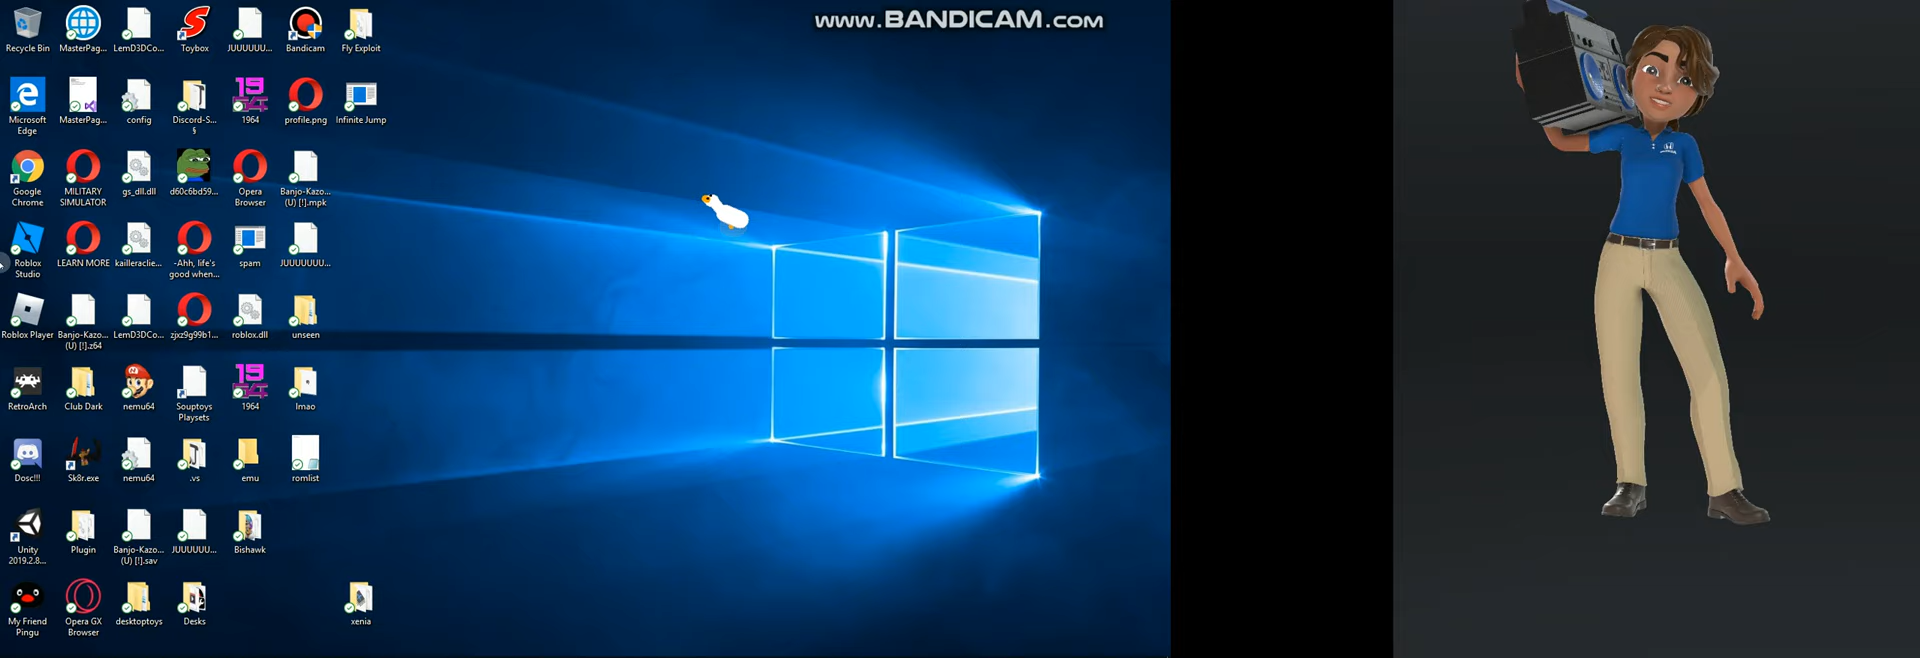 www.BANDICAM.com
Recycle Bin
MasterPag...
LemD3DCo...
Toybox
JUUUUUU...
Bandicam
Fly Exploit
Microsoft
Edge
MasterPag...
config
Discord-S...
§
1964
profile.png
Infinite Jump
Google
Chrome
MILITARY
SIMULATOR
gs_dll.dll
d60c6bd59...
Opera
Browser
Banjo-Kazo...
(U) [!].mpk
Roblox
Studio
LEARN MORE
kailleraclie...
-Ahh, life's
good when...
spam
JUUUUUUU...
Roblox Player
Banjo-Kazo...
(U) [!].z64
LemD3DCo...
zjxz9g99b1...
roblox.dll
unseen
RetroArch
Club Dark
nemu64
Souptoys
Playsets
1964
lmao
Dosc!!!
Sk8r.exe
nemu64
.vs
emu
romlist
Unity
2019.2.8...
Plugin
Banjo-Kazo...
(U) [!].sav
JUUUUUU...
Bishawk
My Friend
Pingu
Opera GX
Browser
desktoptoys
Desks
xenia